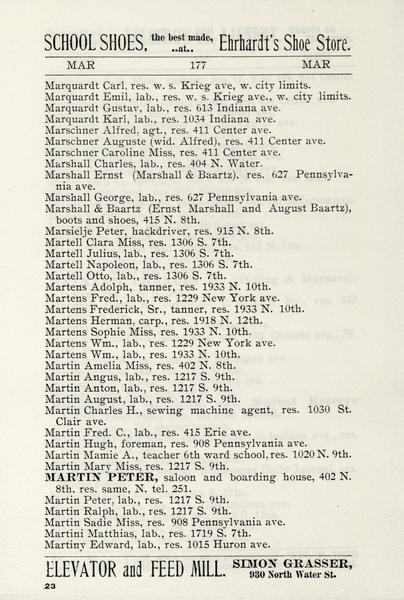 SCHOOL SHOES, the best made, ..at.. Ehrhardt's Shoe Store.
MAR 177 MAR
Marquardt Carl, res. w. s. Krieg ave, w. city limits.
Marquardt Emil, lab., res. w. s. Krieg ave., w. city limits.
Marquardt Gustav, lab., res. 613 Indiana ave.
Marquardt Karl, lab., res. 1034 Indiana ave.
Marschner Alfred, agt., res. 411 Center ave.
Marschner Auguste (wid. Alfred), res. 411 Center ave.
Marschner Caroline Miss, res. 411 Center ave.
Marshall Charles, lab., res. 404 N. Water.
Marshall Ernst (Marshall & Baartz). res. 627 Pennsylva-
nia ave.
Marshall George, lab., res. 627 Pennsylvania ave.
Marshall & Baartz (Ernst Marshall and August Baartz),
boots and shoes, 415 N. 8th.
Marsielje Peter, hackdriver, res. 915 N. 8th.
Martell Clara Miss, res. 1306 S. 7th.
Martell Julius, lab., res. 1306 S. 7th.
Martell Napoleon, lab., res. 1306 S. 7th.
Martell Otto, lab., res. 1306 S. 7th.
Martens Adolph, tanner, res. 1933 N. 10th.
Martens Fred., lab., res. 1229 New York ave.
Martens Frederick, Sr., tanner, res. 1933 N. 10th.
Martens Herman, carp., res. 1918 N. 12th.
Martens Sophie Miss, res. 1933 N. 10th.
Martens Wm., lab., res. 1229 New York ave.
Martens Wm., lab., res. 1933 N. 10th.
Martin Amelia Miss, res. 402 N. 8th.
Martin Angus, lab., res. 1217 S. 9th.
Martin Anton, lab., res. 1217 S. 9th.
Martin August, lab., res. 1217 S. 9th.
Martin Charles H., sewing machine agent, res. 1030 St.
Clair ave.
Martin Fred. C., lab., res. 415 Erie ave.
Martin Hugh, foreman, res. 908 Pennsylvania ave.
Martin Mamie A., teacher 6th ward school, res. 1020 N. 9th.
Martin Mary Miss, res. 1217 S. 9th.
MARTIN PETER, saloon and boarding house, 402 N.
8th. res. same, N. tel. 251.
Martin Peter, lab., res. 1217 S. 9th.
Martin Ralph, lab., res. 1217 S. 9th.
Martin Sadie Miss, res. 908 Pennsylvania ave.
Martini Matthias, lab., res. 1719 S. 7th.
Martiny Edward, lab., res. 1015 Huron ave.
ELEVATOR and FEED MILL. SIMON GRASSER,
930 North Water St.
23